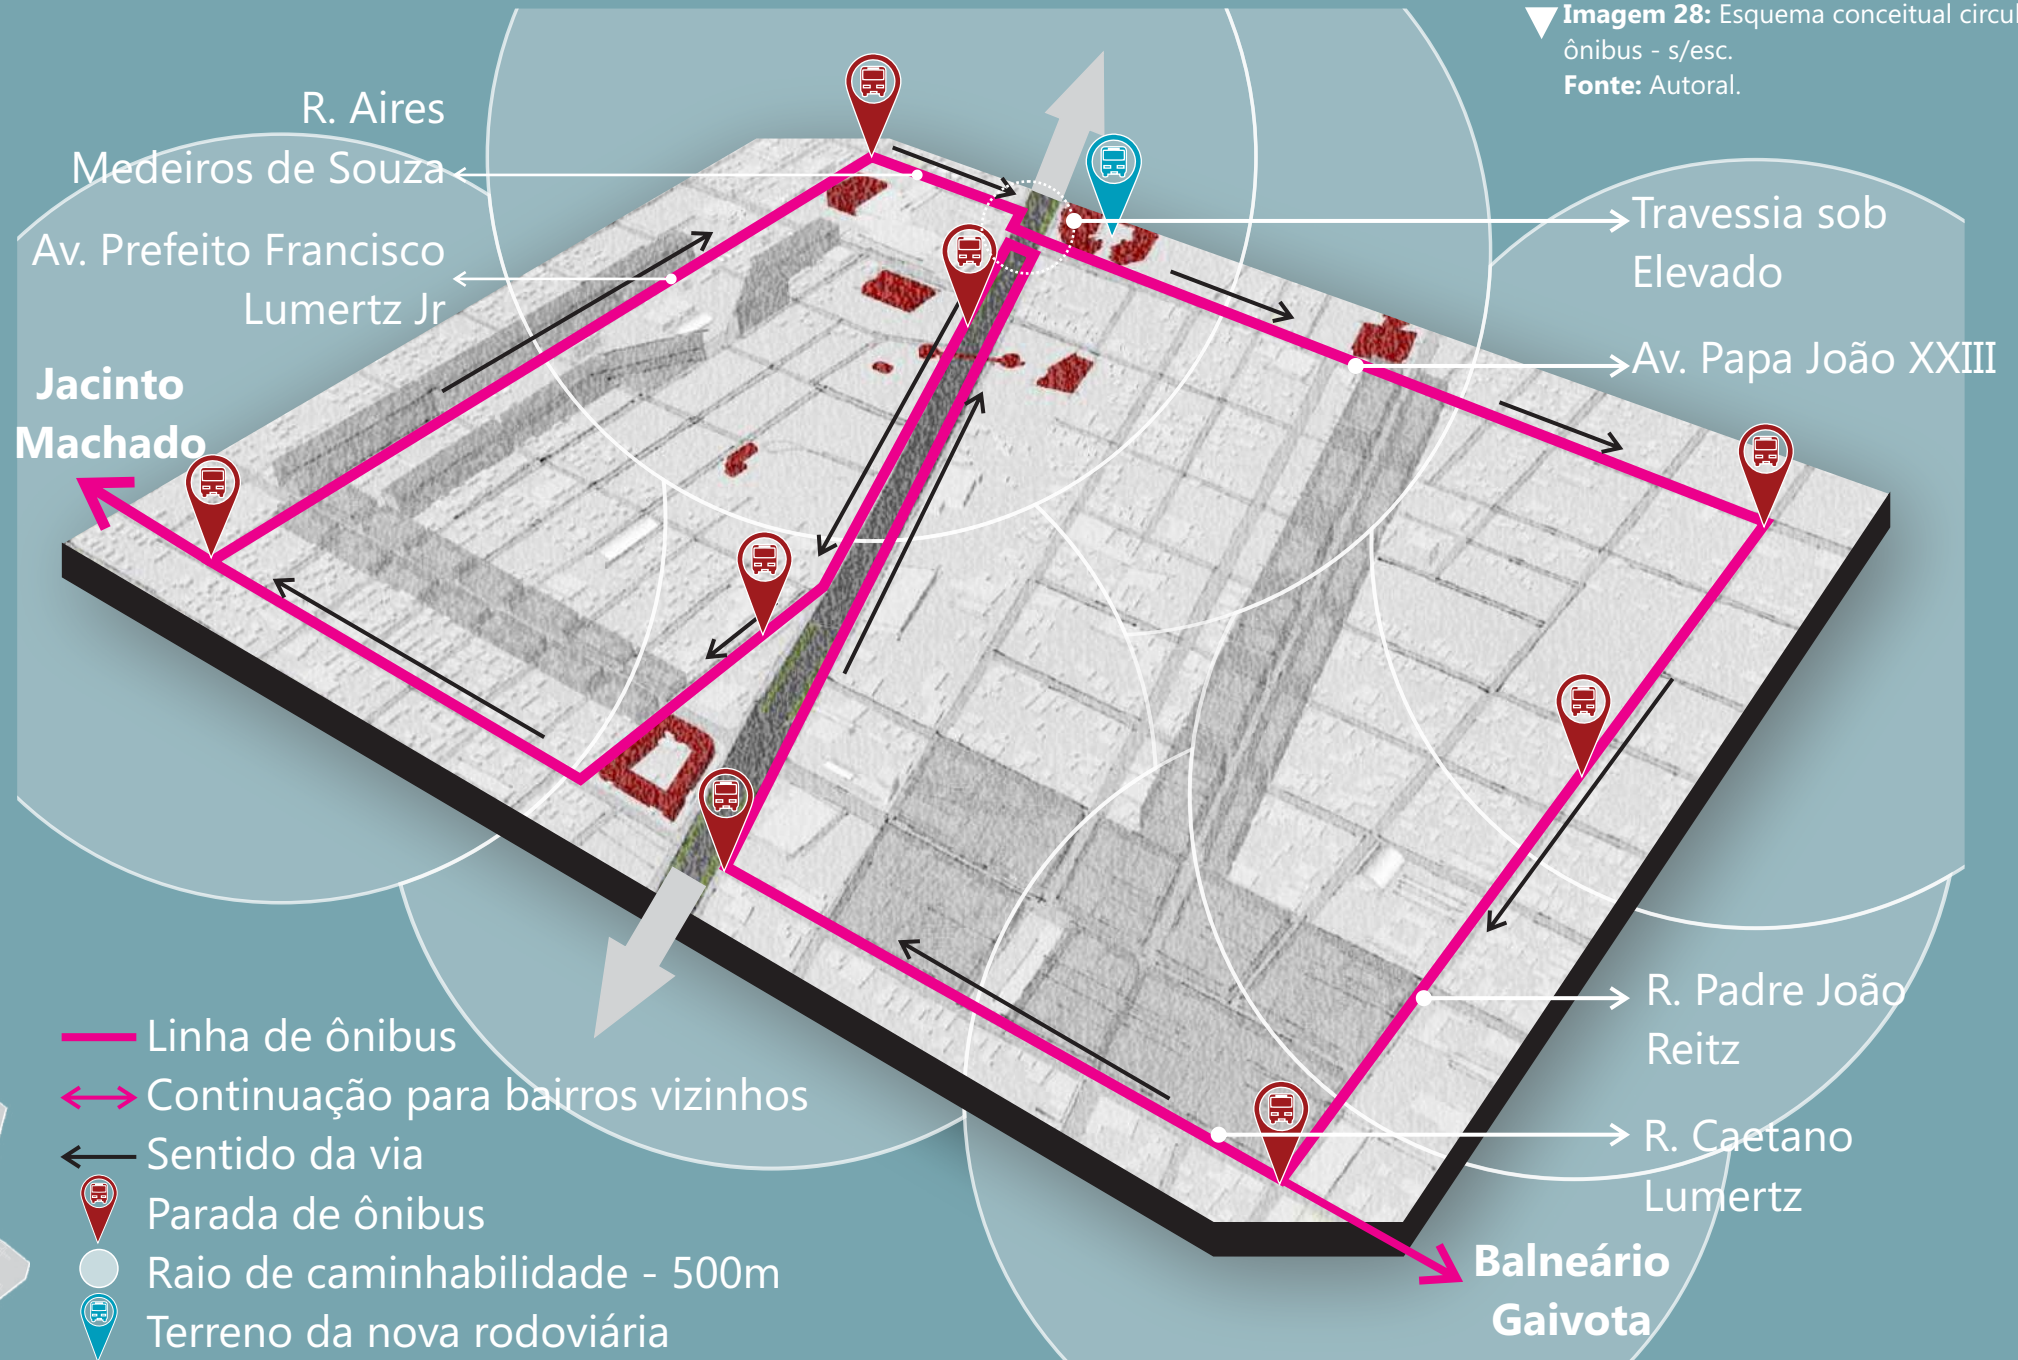 Imagem 28: Esquema conceitual
ônibus - s/esc.
Fonte: Autoral.
R. Aires
Medeiros de Souza
Av. Prefeito Francisco
Lumertz Jr
Jacinto
Machado
Travessia sob
Elevado
Av. Papa João XXIII
R. Padre João
Reitz
R. Caetano
Lumertz
Balneário
Gaivota
Linha de ônibus
Continuação para bairros vizinhos
Sentido da via
Parada de ônibus
Raio de caminhabilidade - 500m
Terreno da nova rodoviária